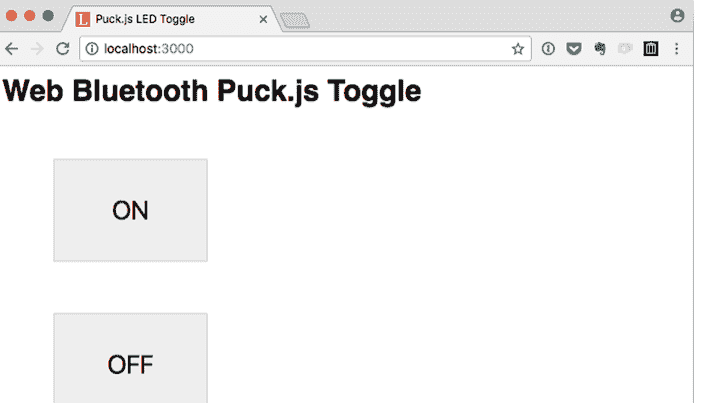 Puck.js LED Toggle
localhost:3000
Web Bluetooth Puck.js Toggle
ON
OFF